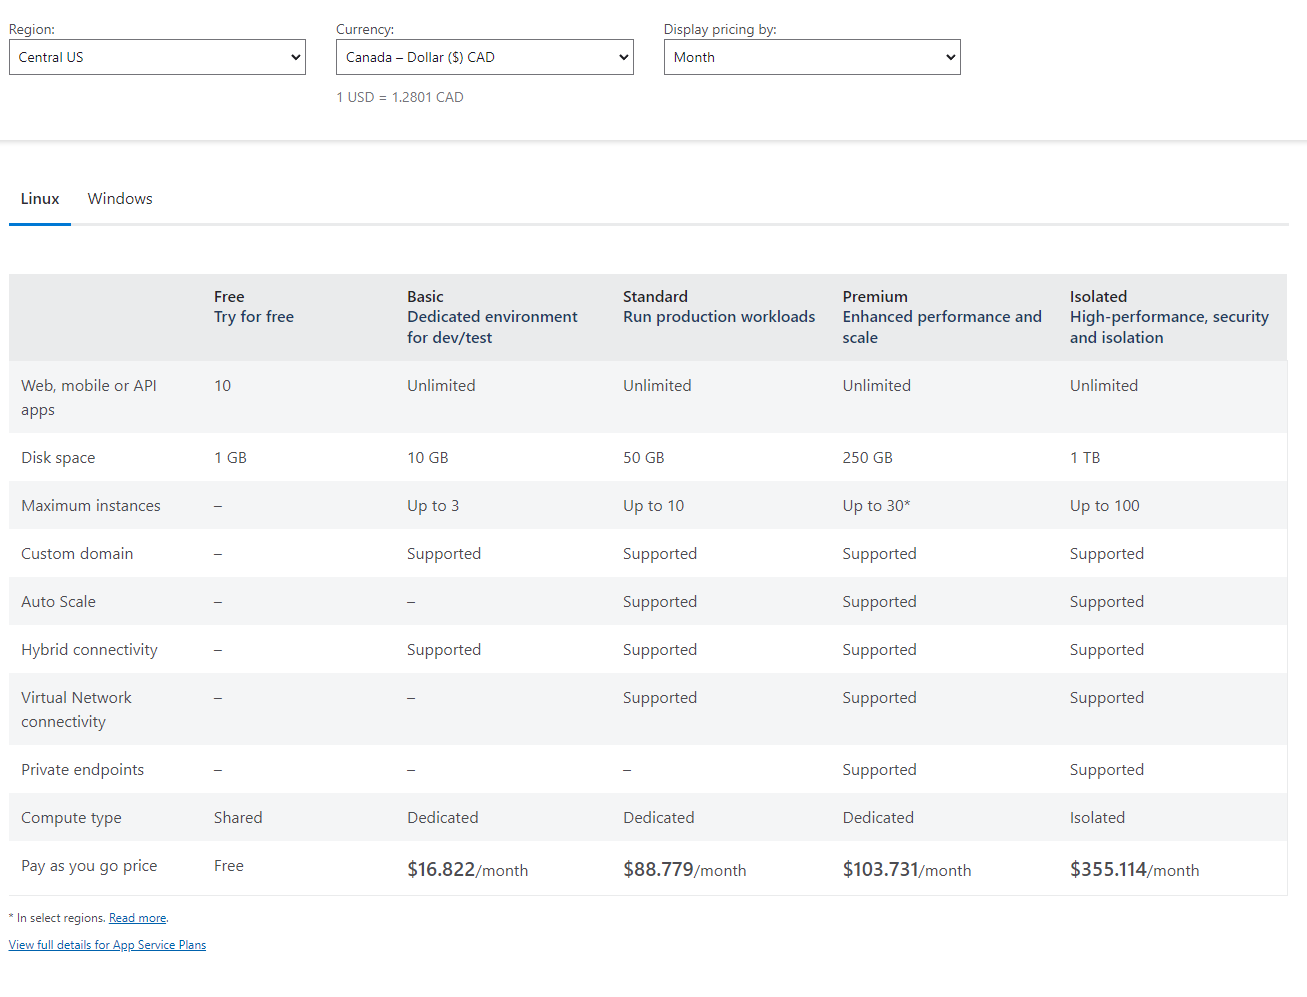 Region: Currency: Display pricing by:
Central US Canada – Dollar ($) CAD Month
1 USD = 1.2801 CAD
Linux Windows
Free Basic Standard Premium Isolated
Try for free Dedicated environment Run production workloads Enhanced performance and High-performance, security
for dev/test scale and isolation
Web, mobile or API 10 Unlimited Unlimited Unlimited Unlimited
apps
Disk space 1 GB 10 GB 50 GB 250 GB 1 TB
Maximum instances – Up to 3 Up to 10 Up to 30* Up to 100
Custom domain – Supported Supported Supported Supported
Auto Scale – – Supported Supported Supported
Hybrid connectivity – Supported Supported Supported Supported
Virtual Network – – Supported Supported Supported
connectivity
Private endpoints – – – Supported Supported
Compute type Shared Dedicated Dedicated Dedicated Isolated
Pay as you go price Free $16.822/month $88.779/month $103.731/month $355.114/month
* In select regions. Read more.
View full details for App Service Plans